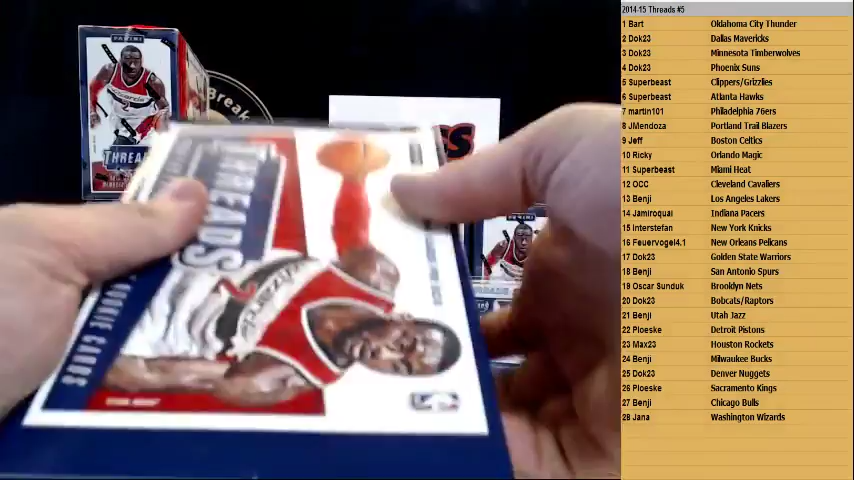 2014-15 Threads #5
1 Bart Oklahoma City Thunder
2 Dok23 Dallas Mavericks
3 Dok23 Minnesota Timberwolves
4 Dok23 Phoenix Suns
5 Superbeast Clippers/Grizzlies
6 Superbeast Atlanta Hawks
7 martin101 Philadelphia 76ers
8 JMendoza Portland Trail Blazers
9 Jeff Boston Celtics
10 Ricky Orlando Magic
11 Superbeast Miami Heat
12 OCC Cleveland Cavaliers
13 Benji Los Angeles Lakers
14 Jamiroquai Indiana Pacers
15 Interstefan New York Knicks
16 Feuervogel4.1 New Orleans Pelicans
17 Dok23 Golden State Warriors
18 Benji San Antonio Spurs
19 Oscar Sunduk Brooklyn Nets
20 Dok23 Bobcats/Raptors
21 Benji Utah Jazz
22 Ploeske Detroit Pistons
23 Max23 Houston Rockets
24 Benji Milwaukee Bucks
25 Dok23 Denver Nuggets
26 Ploeske Sacramento Kings
27 Benji Chicago Bulls
28 Jana Washington Wizards
PANINI
THREADS
Break
PANINI
THREADS
ROOKIE CARDS